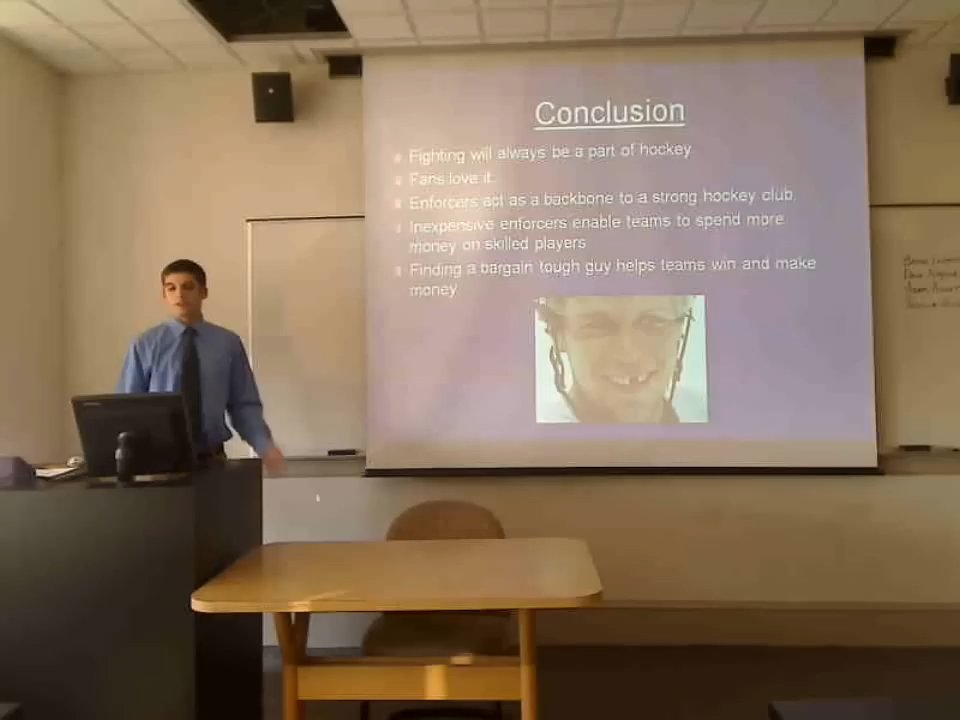 Conclusion
Fighting will always be a part of hockey
Fans love it.
Enforcers act as a backbone to a strong hockey club.
Inexpensive enforcers enable teams to spend more
money on skilled players
Finding a bargain tough guy helps teams win and make
money